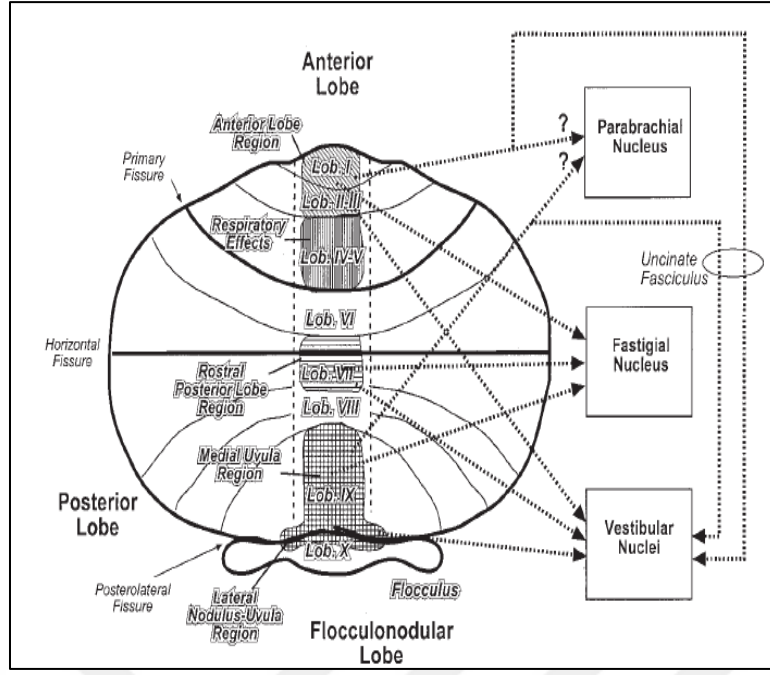 Anterior
Lobe
Anterior Lobe
Region
Lob. I
Primary
Fissure
Lob. II-III
Respiratory
Effects
Lob. IV-V
Lob. VI
Horizontal
Fissure
Rostral
Posterior Lobe
Region
Lob. VII
Lob. VIII
Medial Uvula
Region
Lob. IX
Posterior
Lobe
Lob. X
Posterolateral
Fissure
Lateral
Nodulus-Uvula
Region
Flocculus
Flocculonodular
Lobe
?
?
Parabrachial
Nucleus
Uncinate
Fasciculus
Fastigial
Nucleus
Vestibular
Nuclei